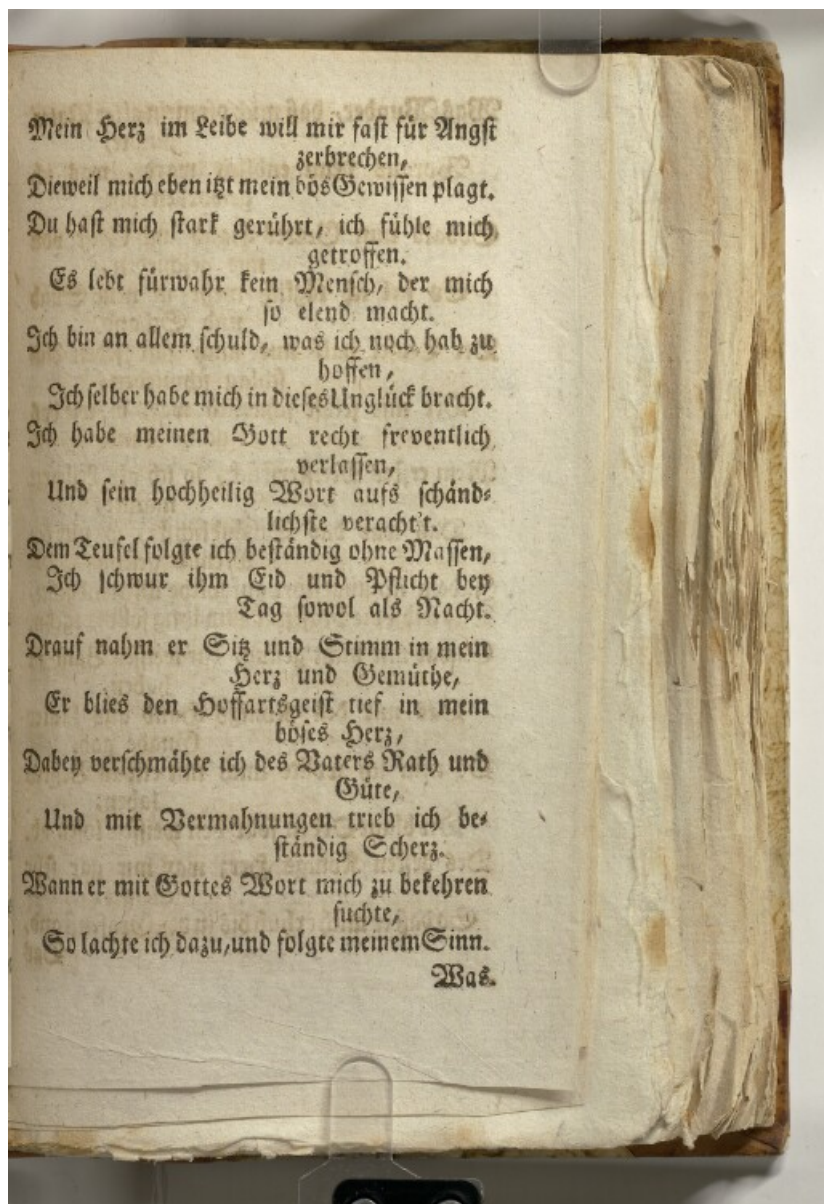 Mein Herz im Leibe will mir fast für Angst
zerbrechen,
Dieweil mich eben itzt mein bös Gewissen plagt.
Du hast mich stark gerührt, ich fühle mich
getroffen.
Es lebt fürwahr kein Mensch, der mich
so elend macht.
Ich bin an allem schuld, was ich noch hab zu
hoffen,
Ich selber habe mich in dieses Unglück bracht.
Ich habe meinen Gott recht freventlich
verlassen,
Und sein hochheilig Wort aufs schänd-
lichste veracht't.
Dem Teufel folgte ich beständig ohne Massen,
Ich schwur ihm Eid und Pflicht bey
Tag sowol als Nacht.
Drauf nahm er Sitz und Stimm in mein
Herz und Gemüthe,
Er blies den Hoffartsgeist tief in mein
böses Herz,
Dabey verschmähte ich des Vaters Rath und
Güte,
Und mit Vermahnungen trieb ich be-
ständig Scherz.
Wann er mit Gottes Wort mich zu bekehren
suchte,
So lachte ich dazu, und folgte meinem Sinn.
Was.